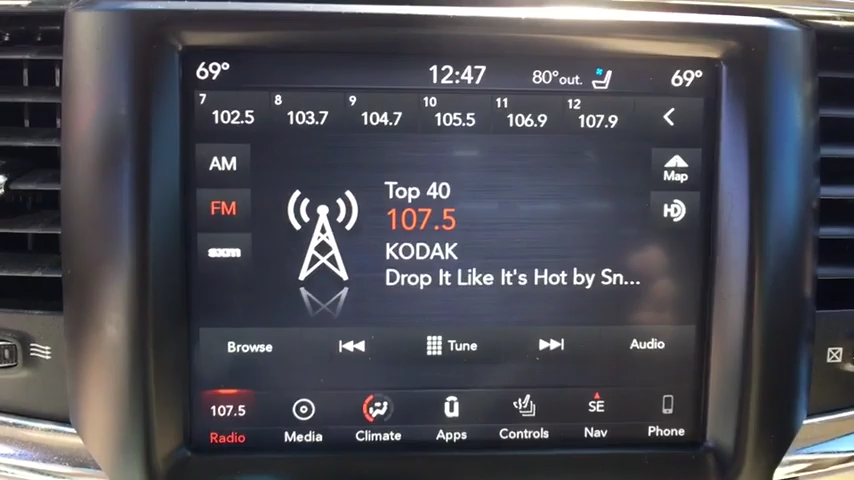 69° 12:47 80°out. 69°
7 8 9 10 11 12
102.5 103.7 104.7 105.5 106.9 107.9
AM
Map
FM
HD
sxm
Top 40
107.5
KODAK
Drop It Like It's Hot by Sn...
Browse Tune Audio
107.5 SE
Radio Media Climate Apps Controls Nav Phone